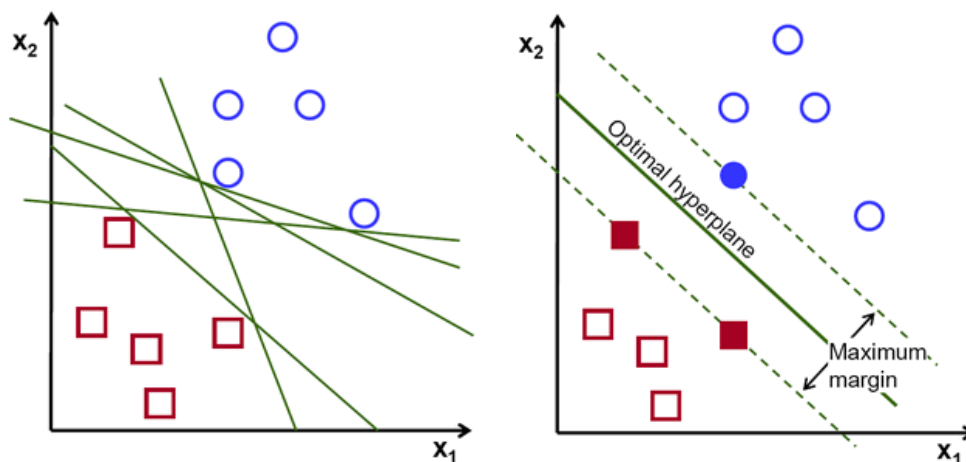 x₂
x₁
x₂
Optimal hyperplane
Maximum
margin
x₁